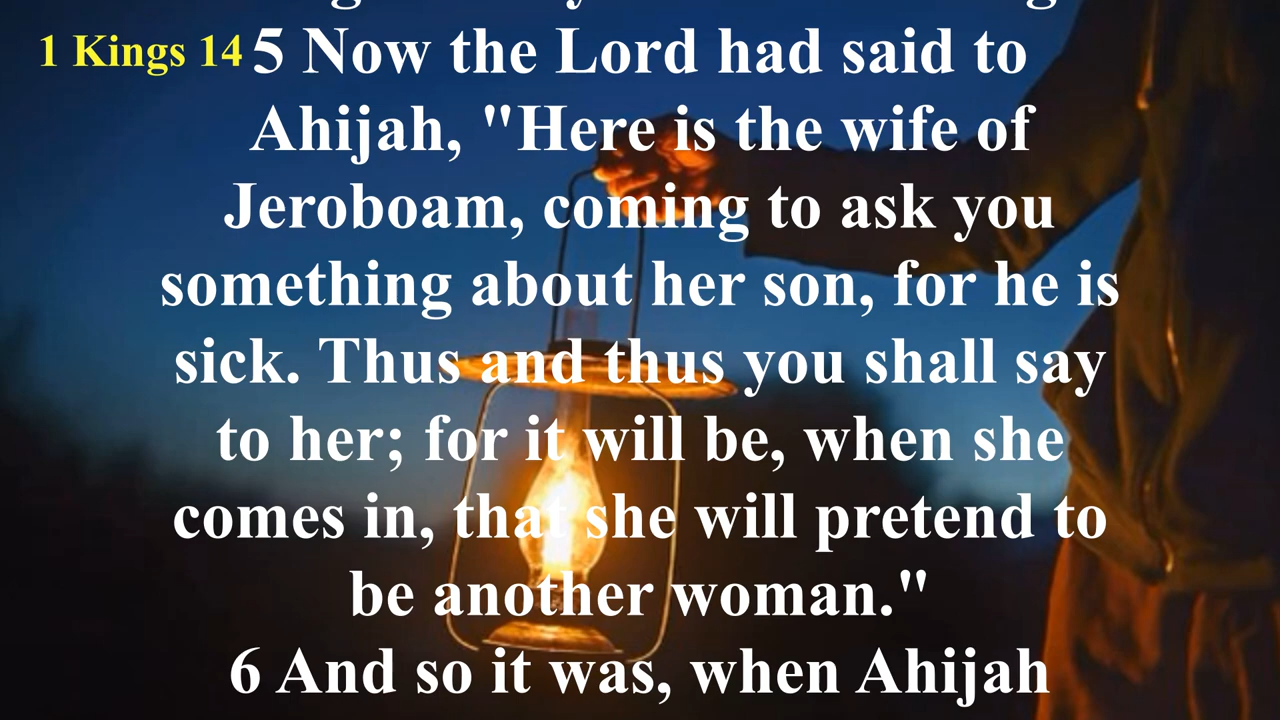 1 Kings 14
5 Now the Lord had said to
Ahijah, "Here is the wife of
Jeroboam, coming to ask you
something about her son, for he is
sick. Thus and thus you shall say
to her; for it will be, when she
comes in, that she will pretend to
be another woman."
6 And so it was, when Ahijah